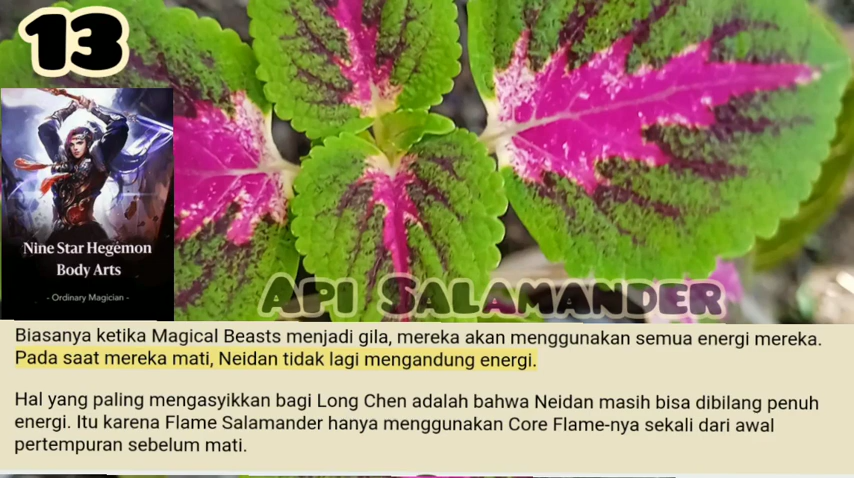 13
Nine Star Hegemon
Body Arts
- Ordinary Magician -
API SALAMANDER
Biasanya ketika Magical Beasts menjadi gila, mereka akan menggunakan semua energi mereka.
Pada saat mereka mati, Neidan tidak lagi mengandung energi.
Hal yang paling mengasyikkan bagi Long Chen adalah bahwa Neidan masih bisa dibilang penuh
energi. Itu karena Flame Salamander hanya menggunakan Core Flame-nya sekali dari awal
pertempuran sebelum mati.